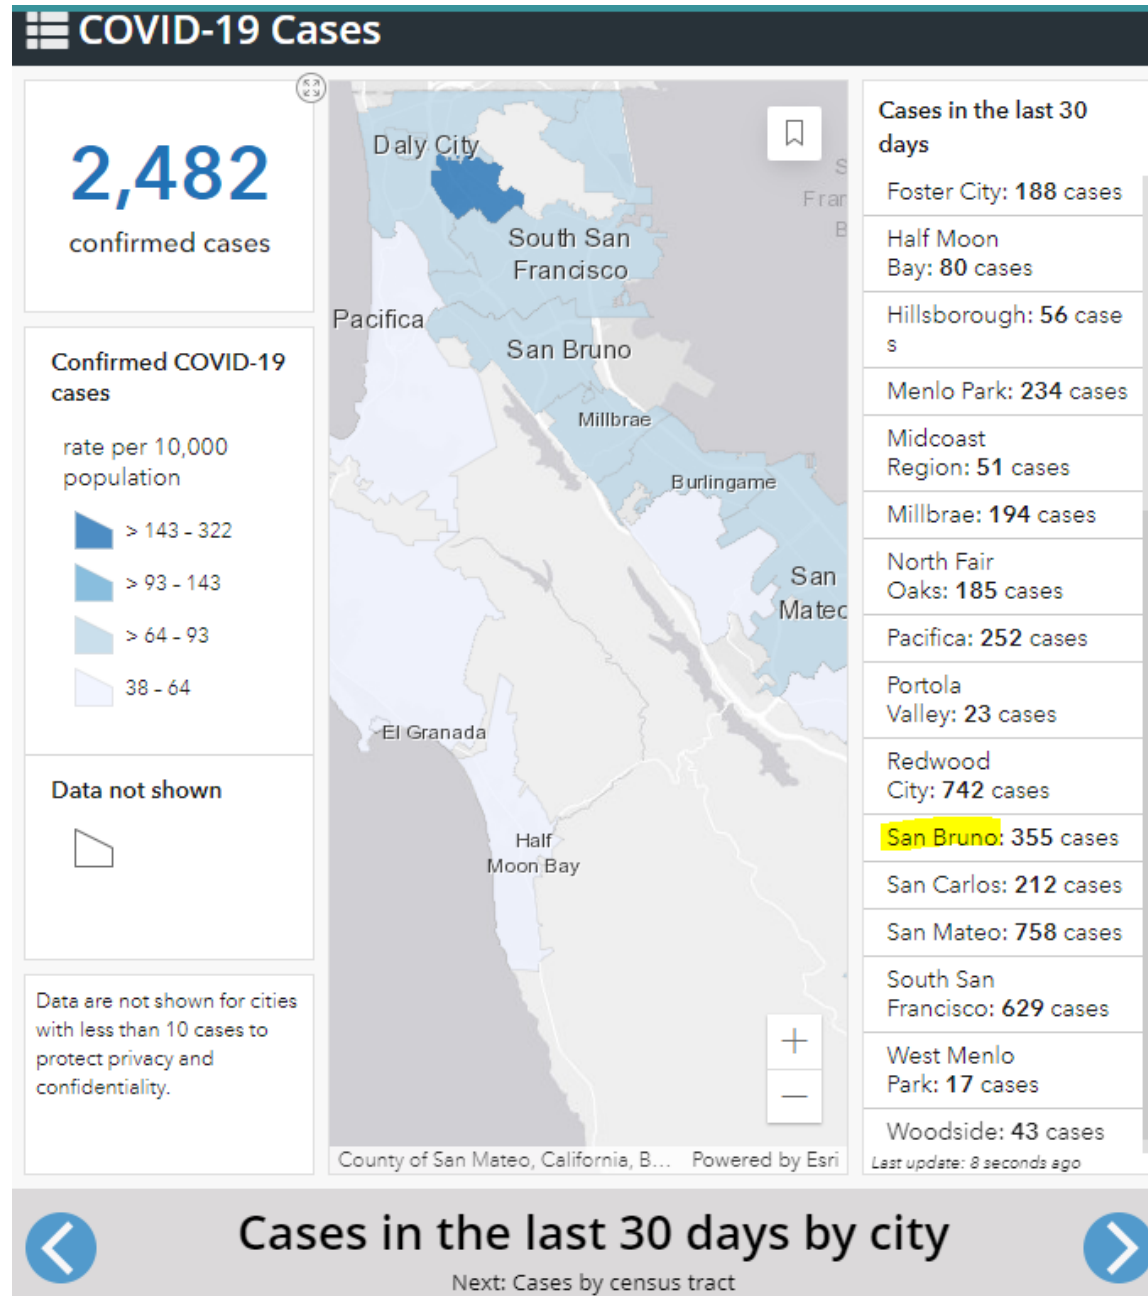 COVID-19 Cases
2,482
confirmed cases
Confirmed COVID-19
cases
rate per 10,000
population
> 143 - 322
> 93 - 143
> 64 - 93
38 - 64
Data not shown
Data are not shown for cities
with less than 10 cases to
protect privacy and
confidentiality.
Daly City
South San
Francisco
Pacifica
San Bruno
Millbrae
Burlingame
San
Mateo
El Granada
Half
Moon Bay
County of San Mateo, California, B...
Powered by Esri
Cases in the last 30
days
Foster City: 188 cases
Half Moon
Bay: 80 cases
Hillsborough: 56 case
s
Menlo Park: 234 cases
Midcoast
Region: 51 cases
Millbrae: 194 cases
North Fair
Oaks: 185 cases
Pacifica: 252 cases
Portola
Valley: 23 cases
Redwood
City: 742 cases
San Bruno: 355 cases
San Carlos: 212 cases
San Mateo: 758 cases
South San
Francisco: 629 cases
West Menlo
Park: 17 cases
Woodside: 43 cases
Last update: 8 seconds ago
Cases in the last 30 days by city
Next: Cases by census tract